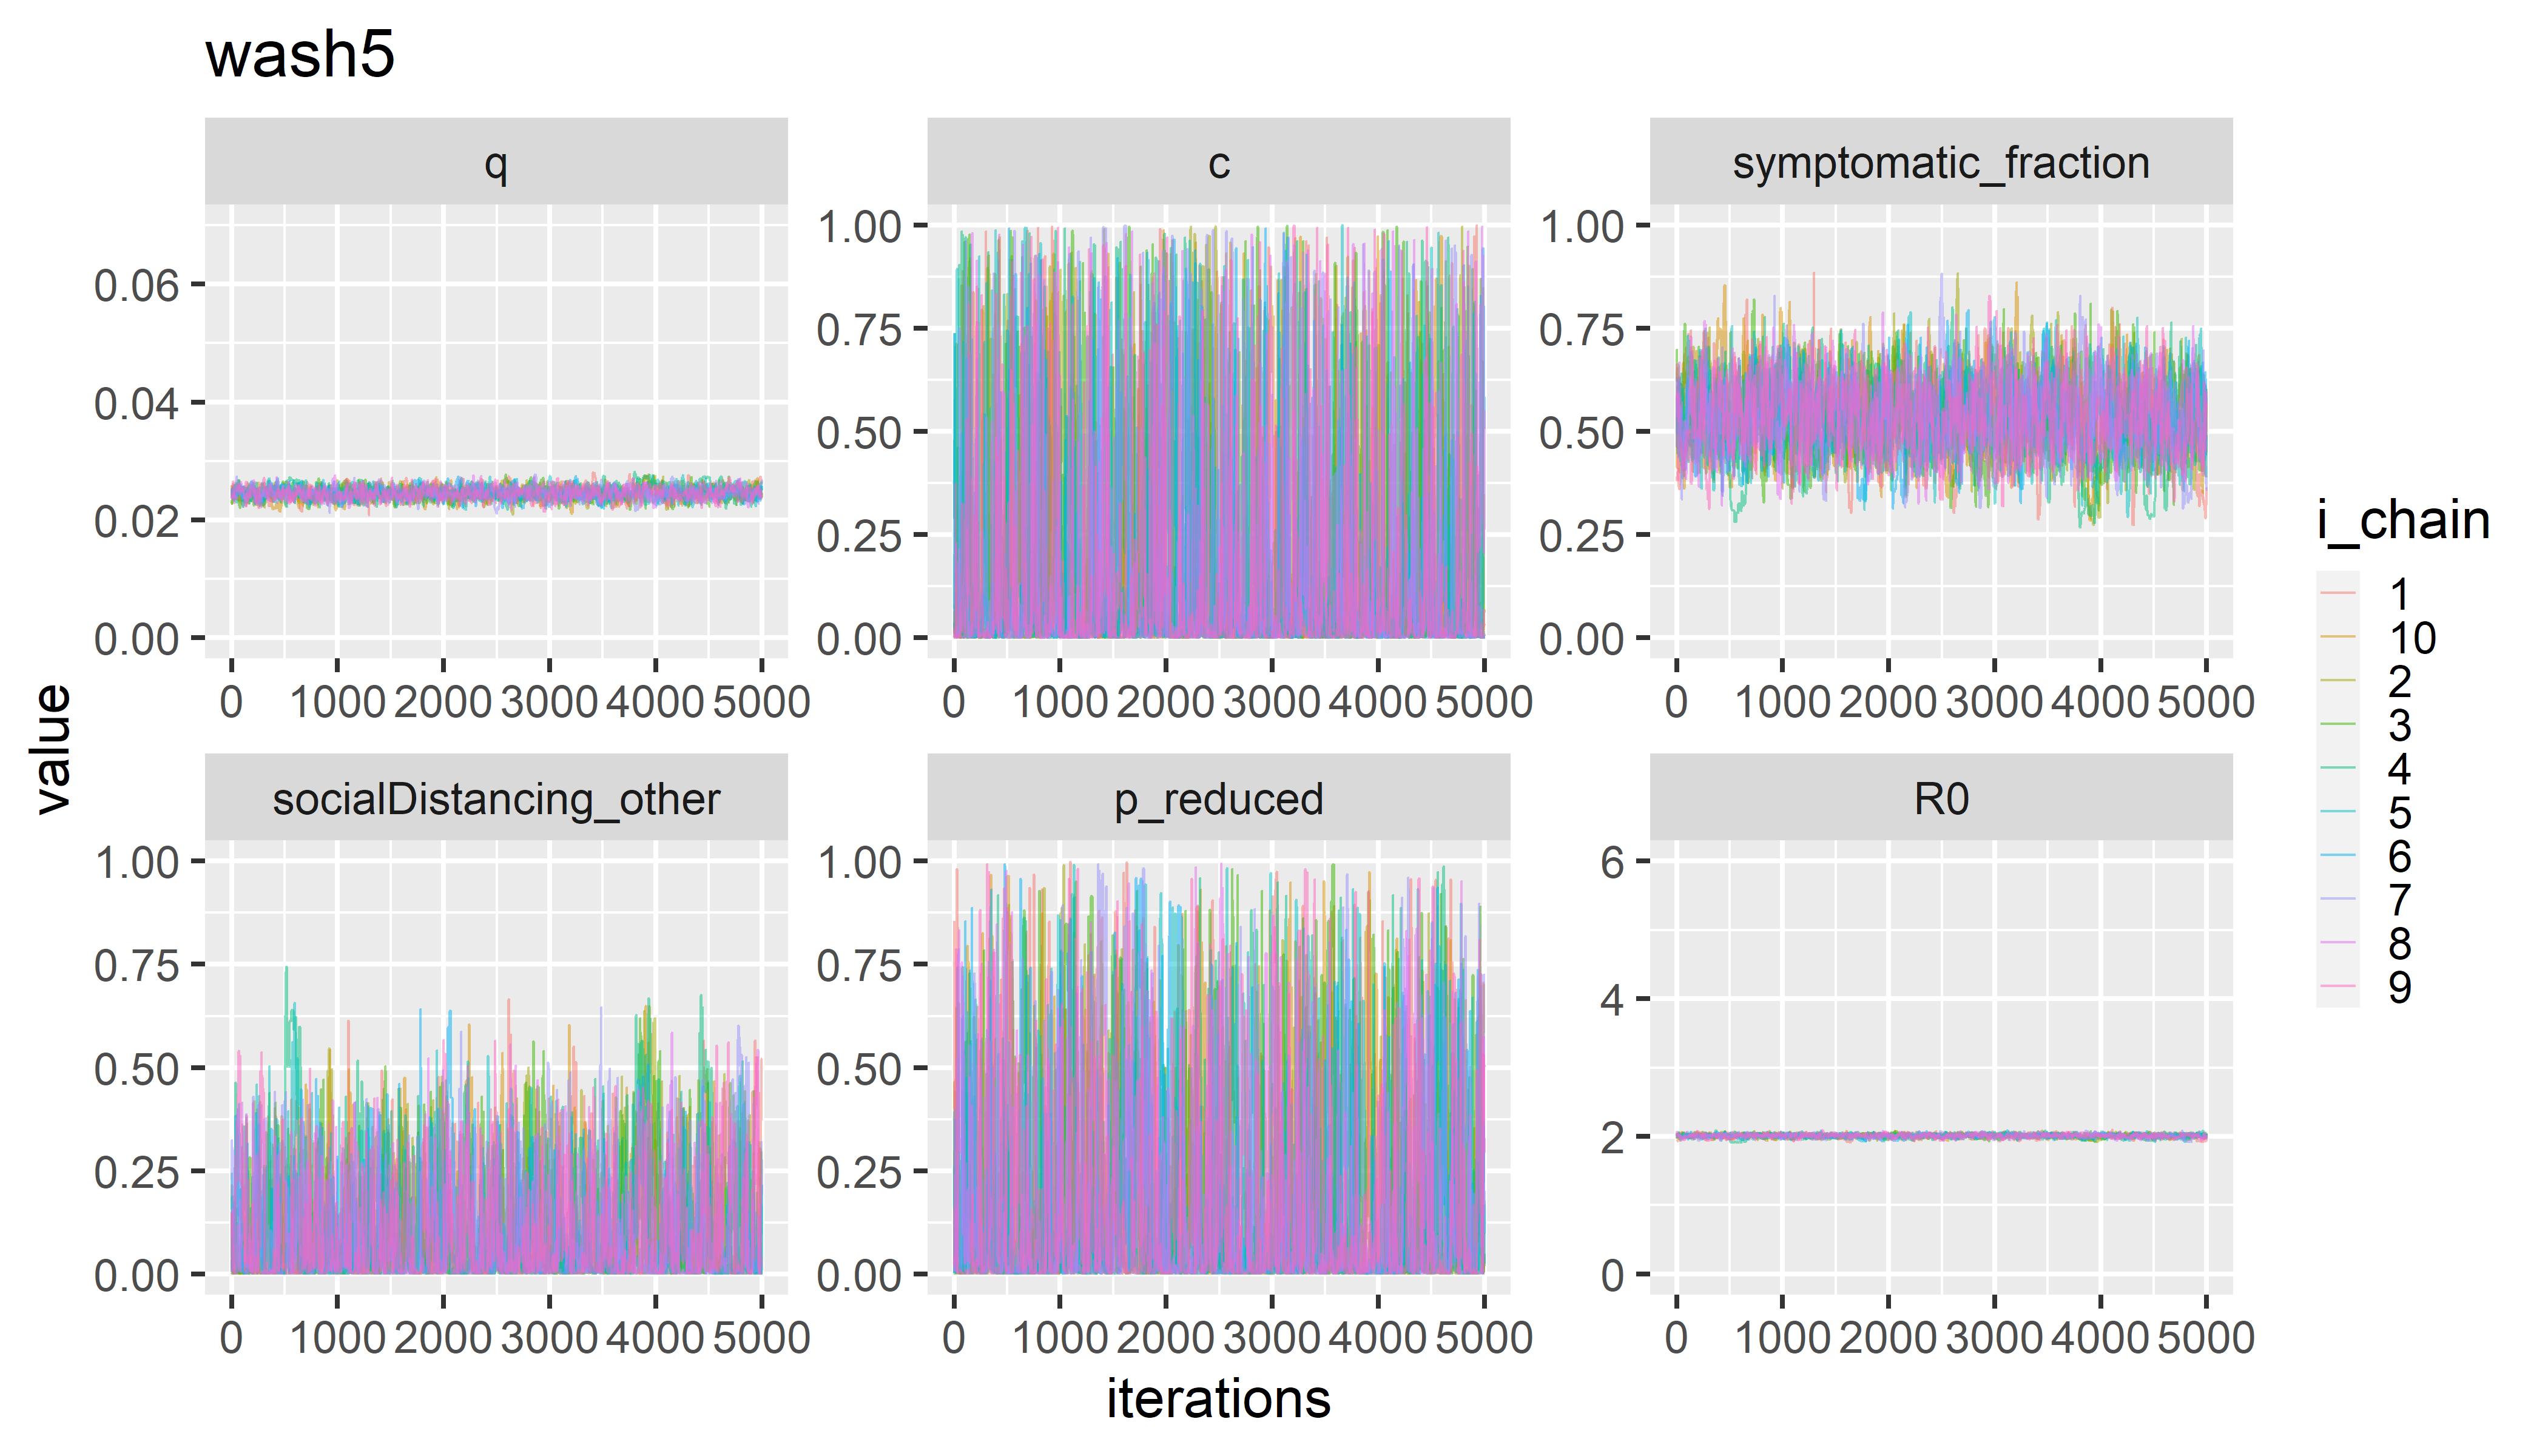 wash5
q c symptomatic_fraction
0.06 1.00 1.00
0.04 0.75 0.75
0.02 0.50 0.50
0.00 0.25 0.25
0.00 0.00
0 1000 2000 3000 4000 5000 0 1000 2000 3000 4000 5000 0 1000 2000 3000 4000 5000
value
socialDistancing_other p_reduced R0
1.00 1.00 6
0.75 0.75 4
0.50 0.50 2
0.25 0.25 0
0.00 0.00
0 1000 2000 3000 4000 5000 0 1000 2000 3000 4000 5000 0 1000 2000 3000 4000 5000
iterations
i_chain
1
10
2
3
4
5
6
7
8
9